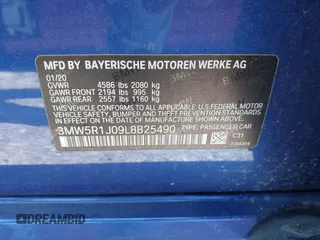 MFD BY BAYERISCHE MOTOREN WERKE AG
01/20
GVWR 4586 lbs 2080 kg
GAWR FRONT 2194 lbs 995 kg
GAWR REAR 2557 lbs 1160 kg
THIS VEHICLE CONFORMS TO ALL APPLICABLE
U.S. FEDERAL MOTOR VEHICLE SAFETY,
BUMPER, AND THEFT PREVENTION STANDARDS
IN EFFECT ON THE DATE OF
MANUFACTURE SHOWN ABOVE.
3MW5R1J09L8B25490
TYPE: PASSENGER CAR
C31
© DREAMBID